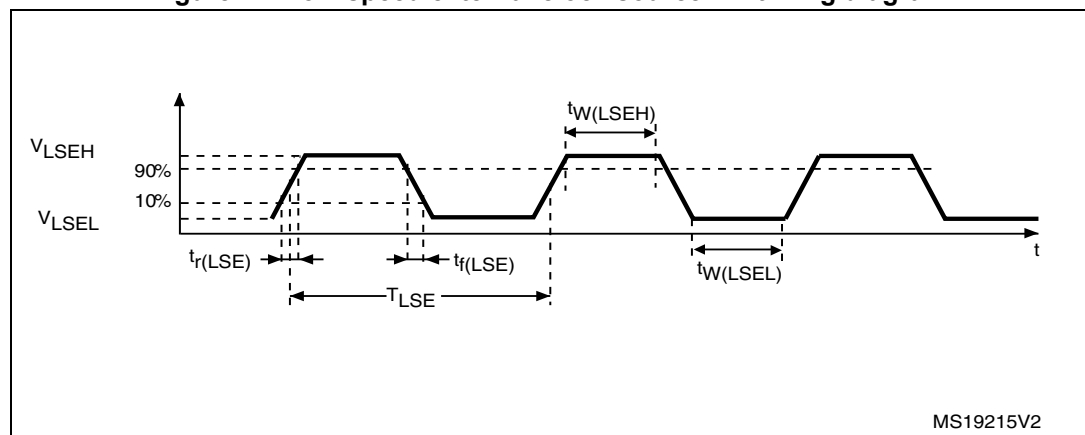 tW(LSEH)
VLSEH
90%
10%
VLSEL
tr(LSE)
tf(LSE)
tW(LSEL)
t
TLSE
MS19215V2